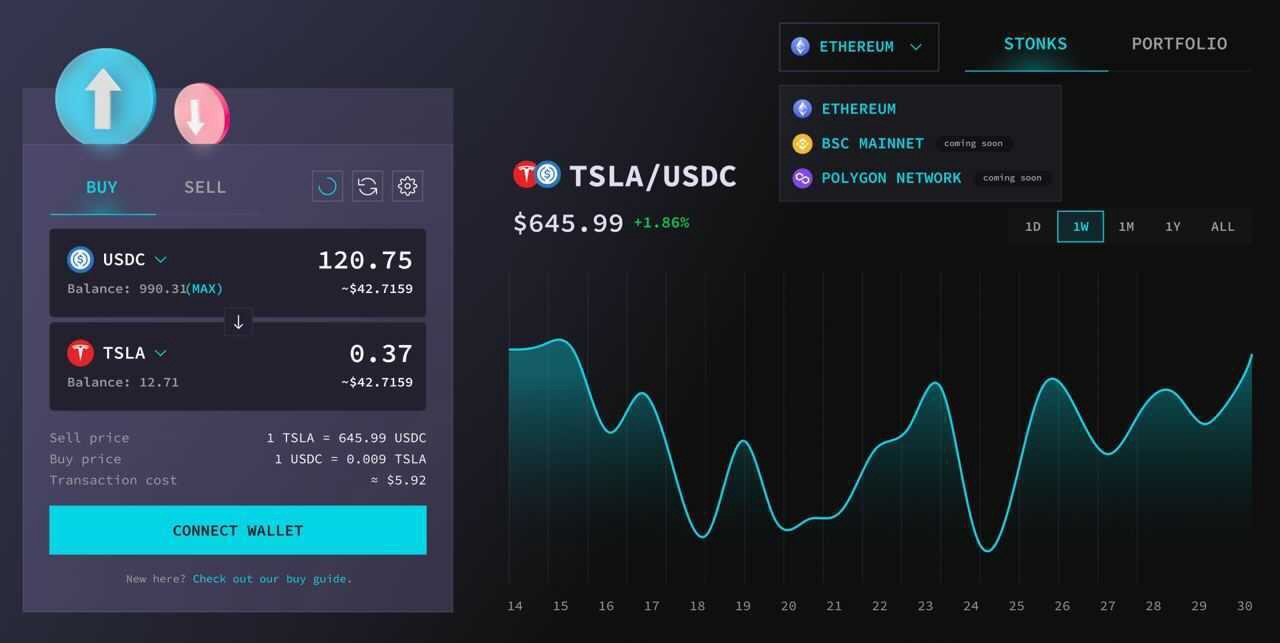 ETHEREUM
STONKS
PORTFOLIO
ETHEREUM
BSC MAINNET coming soon
POLYGON NETWORK coming soon
BUY
SELL
USDC
120.75
Balance: 990.31(MAX)
~$42.7159
TSLA
0.37
Balance: 12.71
~$42.7159
Sell price 1 TSLA = 645.99 USDC
Buy price 1 USDC = 0.009 TSLA
Transaction cost ≈ $5.92
CONNECT WALLET
New here? Check out our buy guide.
TSLA/USDC
$645.99 +1.86%
1D 1W 1M 1Y ALL
14 15 16 17 18 19 20 21 22 23 24 25 26 27 28 29 30